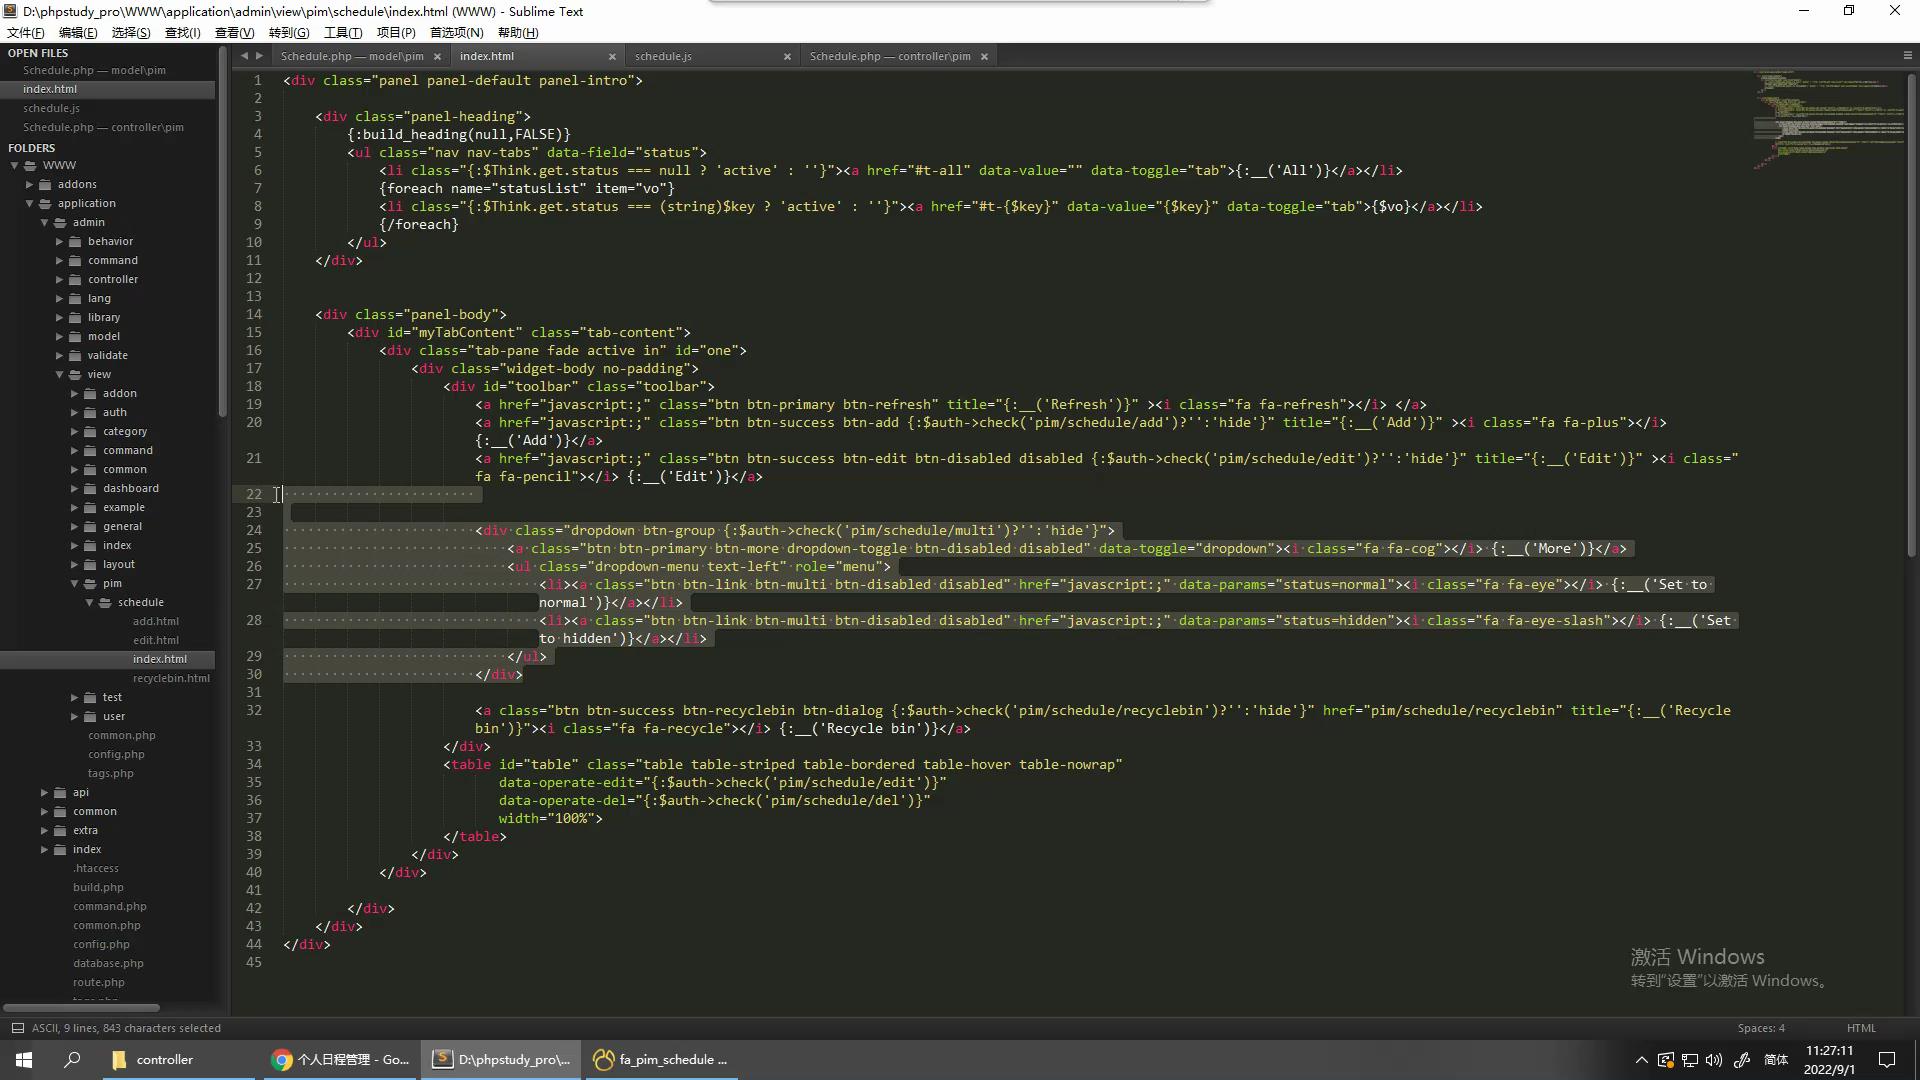 D:\phpstudy_pro\WWW\application\admin\view\pim\schedule\index.html (WWW) - Sublime Text
文件(F) 编辑(E) 选择(S) 查找(I) 查看(V) 转到(G) 工具(T) 项目(P) 首选项(N) 帮助(H)
OPEN FILES
Schedule.php — model\pim
index.html
schedule.js
Schedule.php — controller\pim
FOLDERS
WWW
addons
application
admin
behavior
command
controller
lang
library
model
validate
view
addon
auth
category
command
common
dashboard
example
general
index
layout
pim
schedule
add.html
edit.html
index.html
recyclebin.html
test
user
common.php
config.php
tags.php
api
common
extra
index
.htaccess
build.php
command.php
common.php
config.php
database.php
route.php
tags.php
Schedule.php — model\pim index.html schedule.js Schedule.php — controller\pim
1 <div class="panel panel-default panel-intro">
2
3 <div class="panel-heading">
4 {:build_heading(null,FALSE)}
5 <ul class="nav nav-tabs" data-field="status">
6 <li class="{:$Think.get.status === null ? 'active' : ''}"><a href="#t-all" data-value="" data-toggle="tab">{:__('All')}</a></li>
7 {foreach name="statusList" item="vo"}
8 <li class="{:$Think.get.status === (string)$key ? 'active' : ''}"><a href="#t-{$key}" data-value="{$key}" data-toggle="tab">{$vo}</a></li>
9 {/foreach}
10 </ul>
11 </div>
12
13
14 <div class="panel-body">
15 <div id="myTabContent" class="tab-content">
16 <div class="tab-pane fade active in" id="one">
17 <div class="widget-body no-padding">
18 <div id="toolbar" class="toolbar">
19 <a href="javascript:;" class="btn btn-primary btn-refresh" title="{:__('Refresh')}" ><i class="fa fa-refresh"></i> </a>
20 <a href="javascript:;" class="btn btn-success btn-add {:$auth->check('pim/schedule/add')?'':'hide'}" title="{:__('Add')}" ><i class="fa fa-plus"></i>
{:__('Add')}</a>
21 <a href="javascript:;" class="btn btn-success btn-edit btn-disabled disabled {:$auth->check('pim/schedule/edit')?'':'hide'}" title="{:__('Edit')}" ><i class="
fa fa-pencil"></i> {:__('Edit')}</a>
22
23
24 <div class="dropdown btn-group {:$auth->check('pim/schedule/multi')?'':'hide'}">
25 <a class="btn btn-primary btn-more dropdown-toggle btn-disabled disabled" data-toggle="dropdown"><i class="fa fa-cog"></i> {:__('More')}</a>
26 <ul class="dropdown-menu text-left" role="menu">
27 <li><a class="btn btn-link btn-multi btn-disabled disabled" href="javascript:;" data-params="status=normal"><i class="fa fa-eye"></i> {:__('Set to
normal')}</a></li>
28 <li><a class="btn btn-link btn-multi btn-disabled disabled" href="javascript:;" data-params="status=hidden"><i class="fa fa-eye-slash"></i> {:__('Set
to hidden')}</a></li>
29 </ul>
30 </div>
31
32 <a class="btn btn-success btn-recyclebin btn-dialog {:$auth->check('pim/schedule/recyclebin')?'':'hide'}" href="pim/schedule/recyclebin" title="{:__('Recycle
bin')}"><i class="fa fa-recycle"></i> {:__('Recycle bin')}</a>
33 </div>
34 <table id="table" class="table table-striped table-bordered table-hover table-nowrap"
35 data-operate-edit="{:$auth->check('pim/schedule/edit')}"
36 data-operate-del="{:$auth->check('pim/schedule/del')}"
37 width="100%">
38 </table>
39 </div>
40 </div>
41
42 </div>
43 </div>
44 </div>
45
激活 Windows
转到"设置"以激活 Windows。
ASCII, 9 lines, 843 characters selected Spaces: 4 HTML
controller 个人日程管理 - Go... D:\phpstudy_pro\... fa_pim_schedule ... 简体 11:27:11
2022/9/1